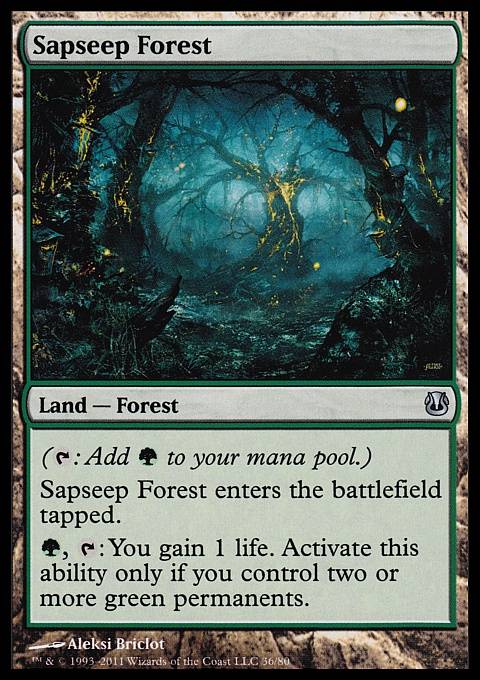 Sapseep Forest
Land — Forest
(: Add to your mana pool.)
Sapseep Forest enters the battlefield
tapped.
, : You gain 1 life. Activate this
ability only if you control two or
more green permanents.
Aleksi Briclot
™ & © 1993–2011 Wizards of the Coast LLC 36/80